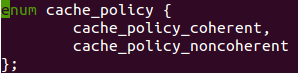 enum cache_policy {
        cache_policy_coherent,
        cache_policy_noncoherent
};